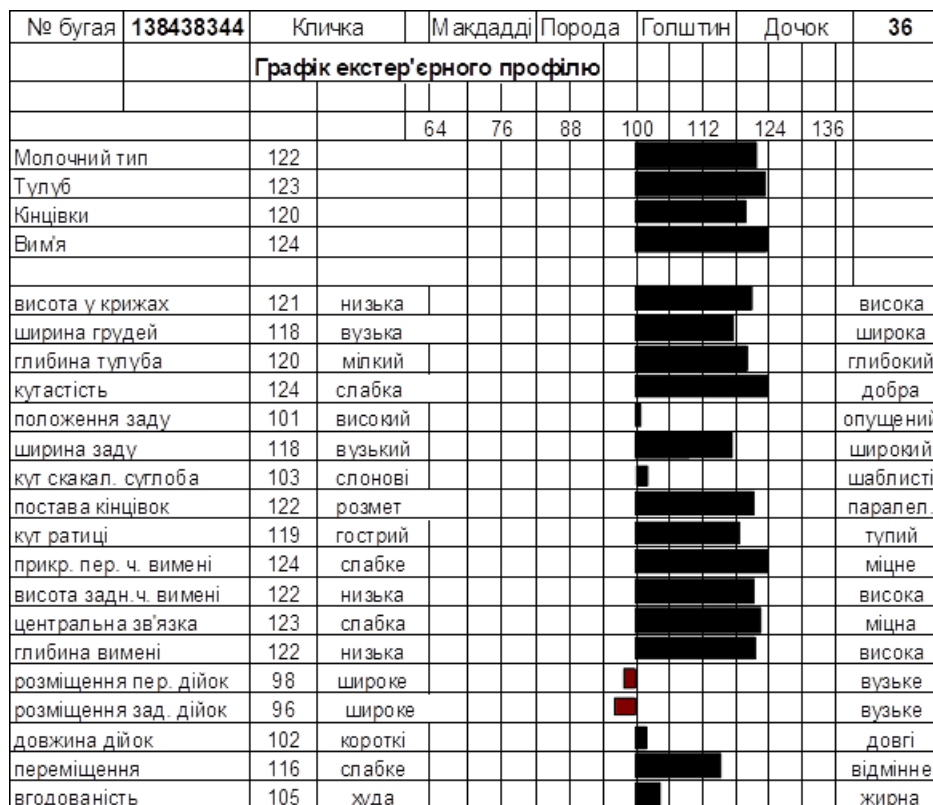 № бугая 138438344 Кличка Макдадді Порода Голштин Дочок 36
Графік екстер'єрного профілю
64 76 88 100 112 124 136
Молочний тип 122
Тулуб 123
Кінцівки 120
Вим'я 124
висота у крижах 121 низька висока
ширина грудей 118 вузька широка
глибина тулуба 120 мілкий глибокий
кутастість 124 слабка добра
положення заду 101 високий опущений
ширина заду 118 вузький широкий
кут скакал. суглоба 103 слонові шаблисті
постава кінцівок 122 розмет паралел.
кут ратиці 119 гострий тупий
прикр. пер. ч. вимені 124 слабке міцне
висота задн.ч. вимені 122 низька висока
центральна зв'язка 123 слабка міцна
глибина вимені 122 низька висока
розміщення пер. дійок 98 широке вузьке
розміщення зад. дійок 96 широке вузьке
довжина дійок 102 короткі довгі
переміщення 116 слабке відмінне
вгодованість 105 худа жирна